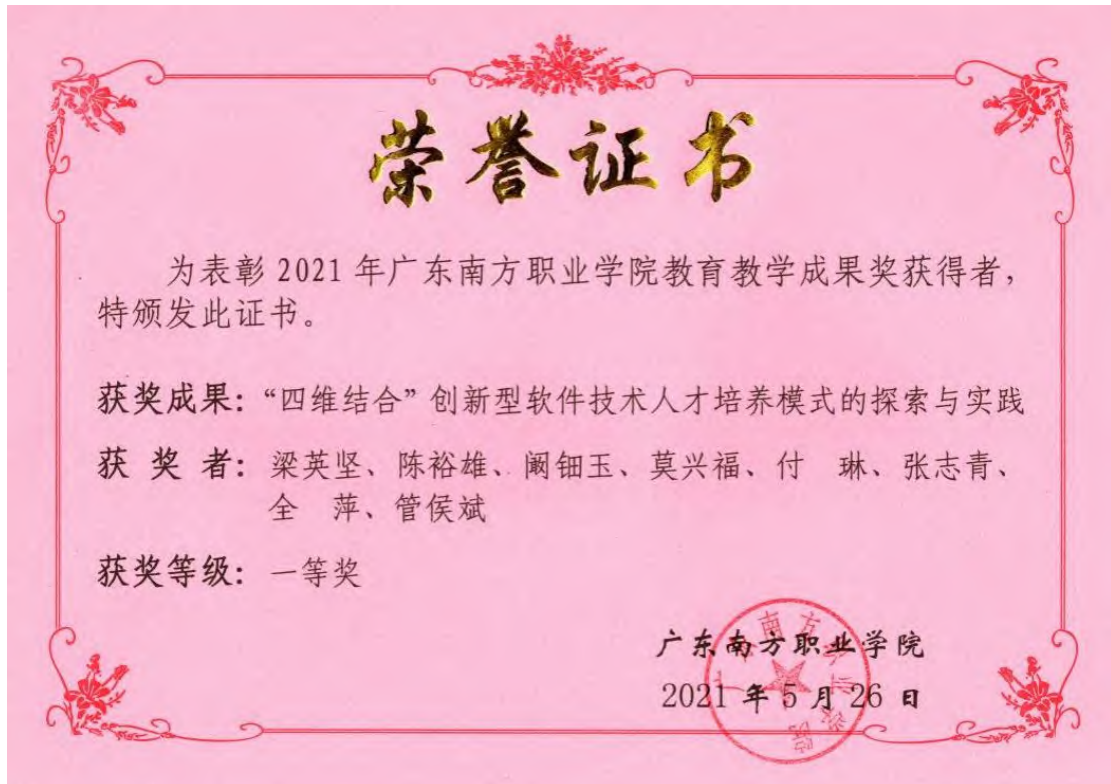 荣誉证书
为表彰 2021 年广东南方职业学院教育教学成果奖获得者，
特颁发此证书。
获奖成果：“四维结合”创新型软件技术人才培养模式的探索与实践
获 奖 者：梁英坚、陈裕雄、阚钿玉、莫兴福、付　琳、张志青、
全　萍、管侯斌
获奖等级：一等奖
广东南方职业学院
2021 年 5 月 26 日